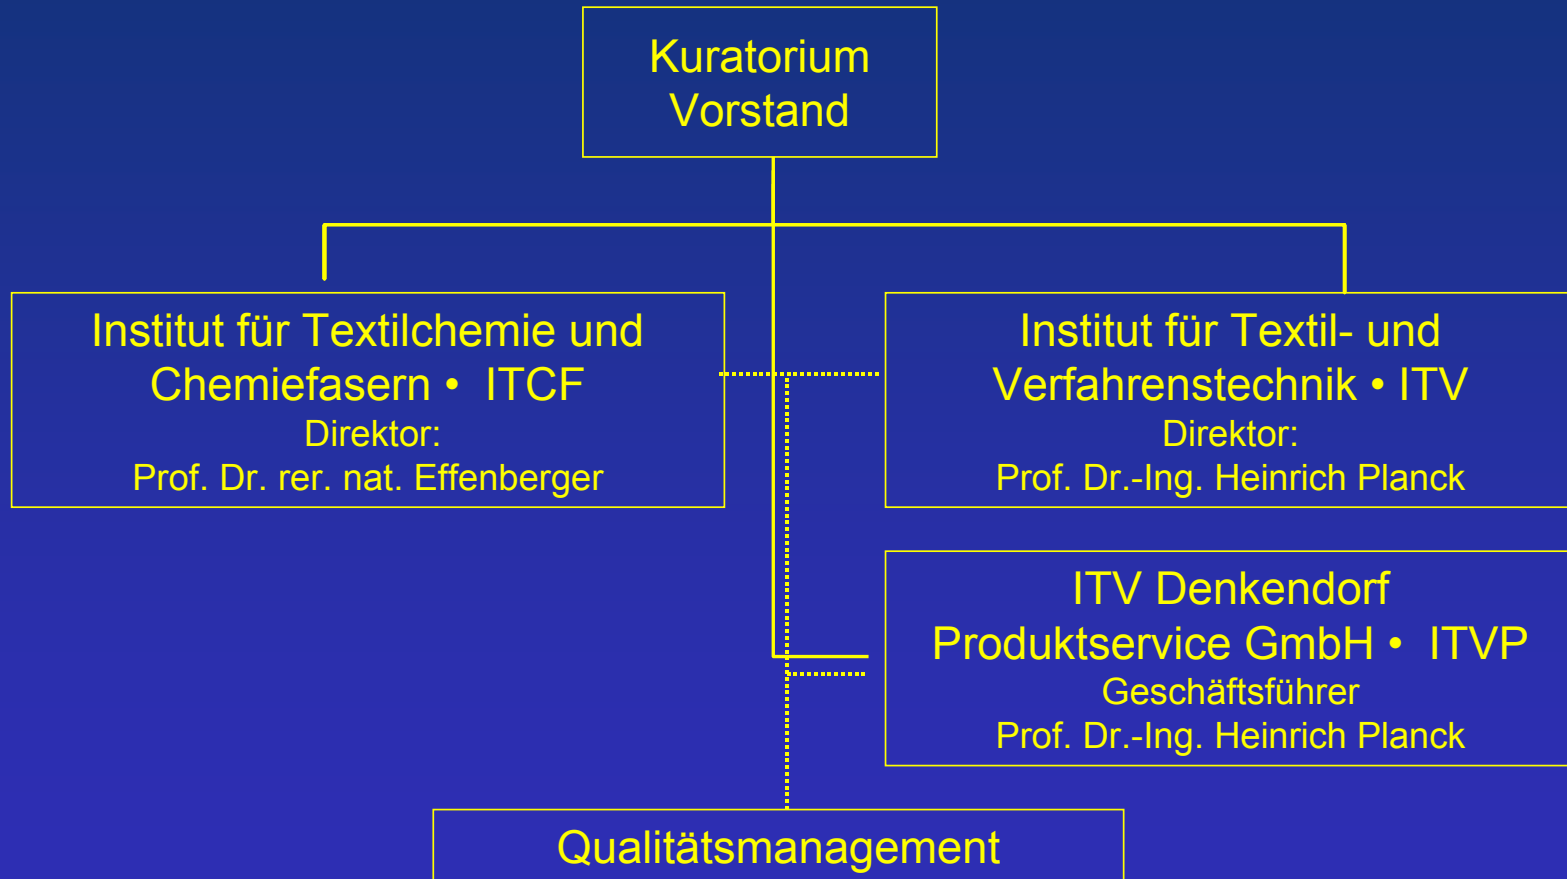 Kuratorium
Vorstand
Institut für Textilchemie und
Chemiefasern • ITCF
Direktor:
Prof. Dr. rer. nat. Effenberger
Institut für Textil- und
Verfahrenstechnik • ITV
Direktor:
Prof. Dr.-Ing. Heinrich Planck
ITV Denkendorf
Produktservice GmbH • ITVP
Geschäftsführer
Prof. Dr.-Ing. Heinrich Planck
Qualitätsmanagement